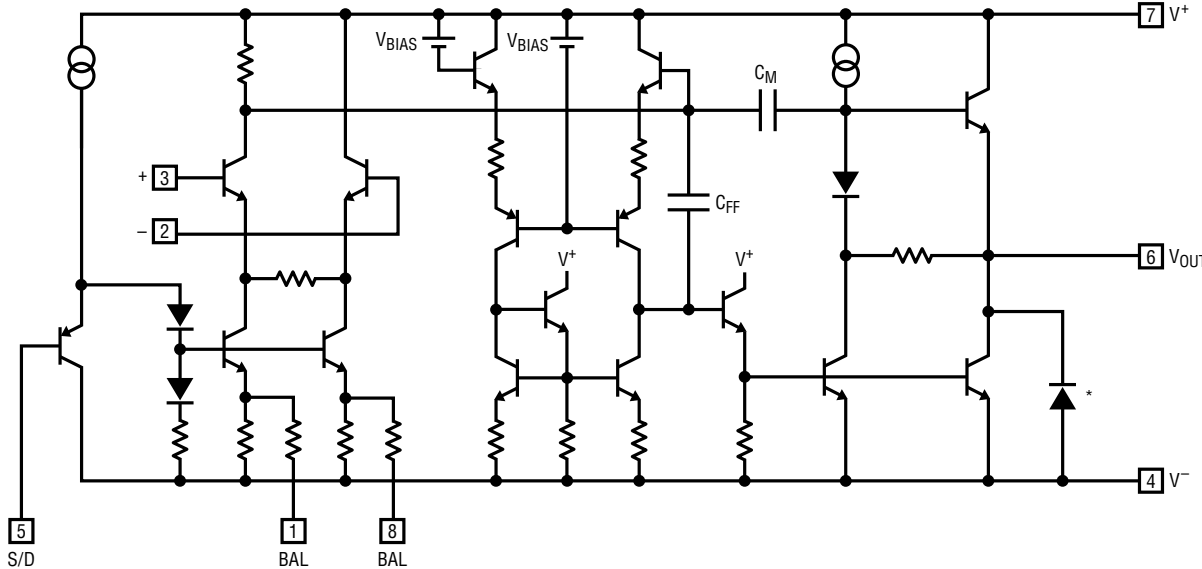 7 V+
VBIAS
VBIAS
CM
+ 3
– 2
CFF
V+
V+
6 VOUT
*
4 V–
5
S/D
1
BAL
8
BAL